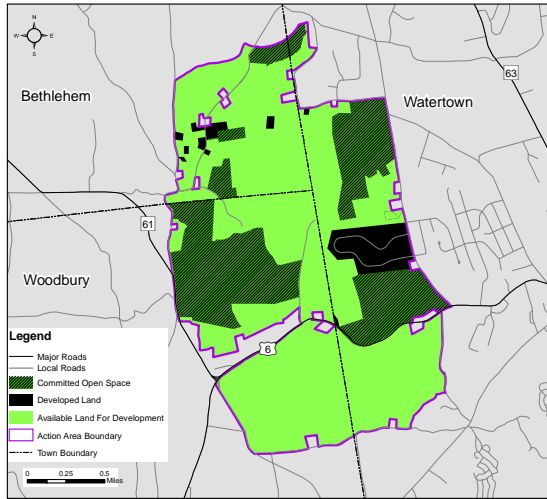 N
W E
S
63
Bethlehem
Watertown
61
Woodbury
6
Legend
Major Roads
Local Roads
Committed Open Space
Developed Land
Available Land For Development
Action Area Boundary
Town Boundary
0 0.25 0.5
Miles